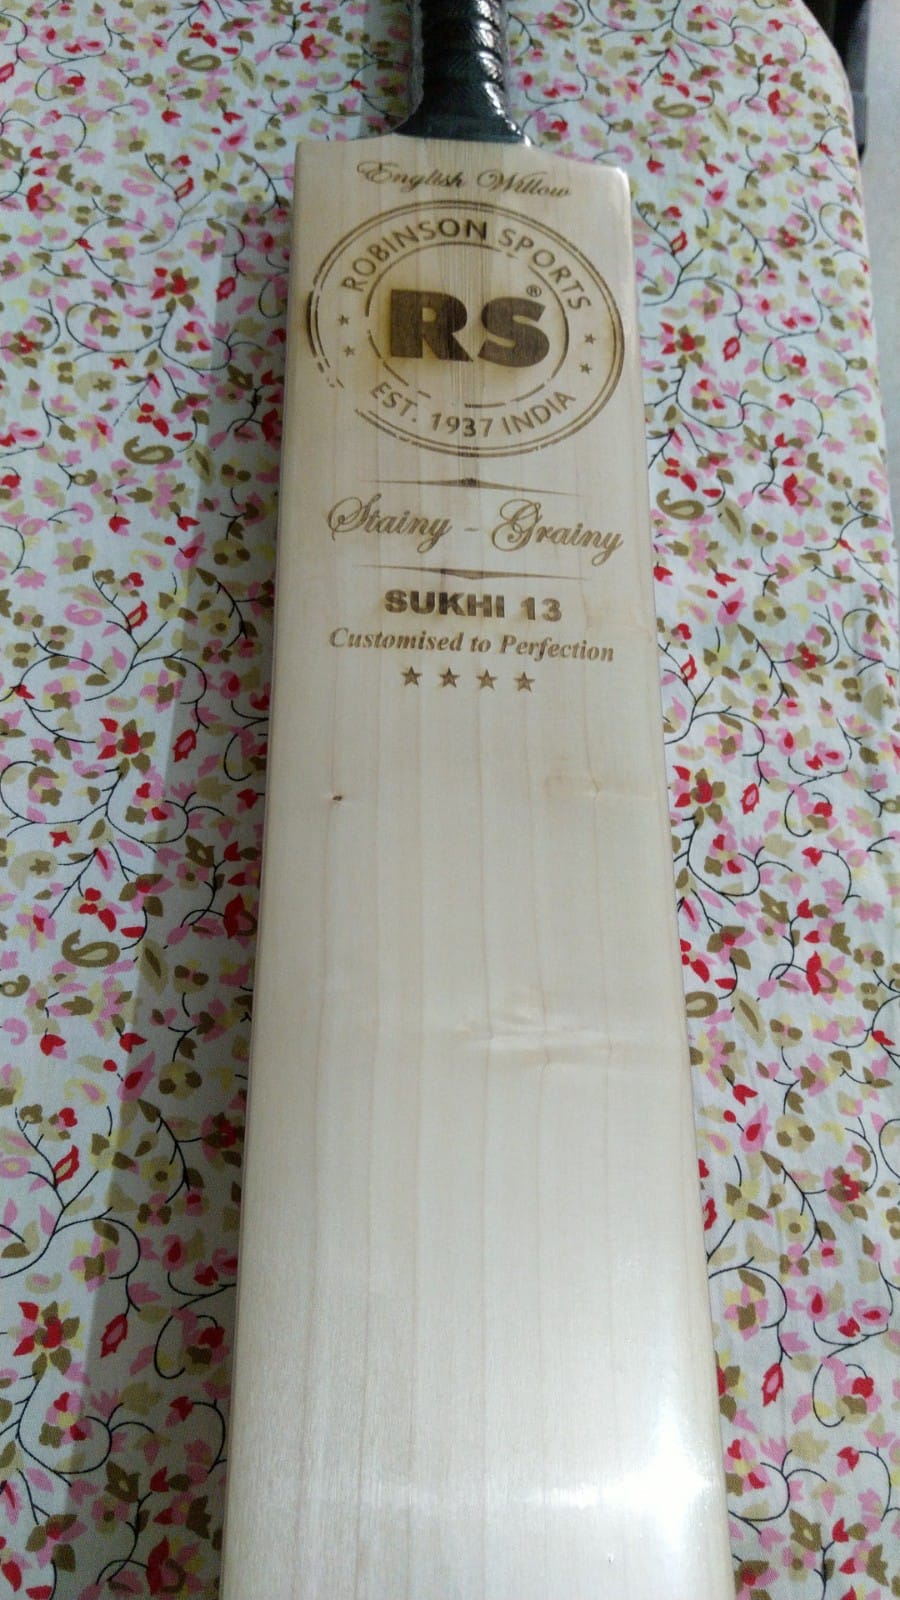 English Willow
ROBINSON SPORTS
RS®
EST. 1937 INDIA
Stainy - Grainy
SUKHI 13
Customised to Perfection